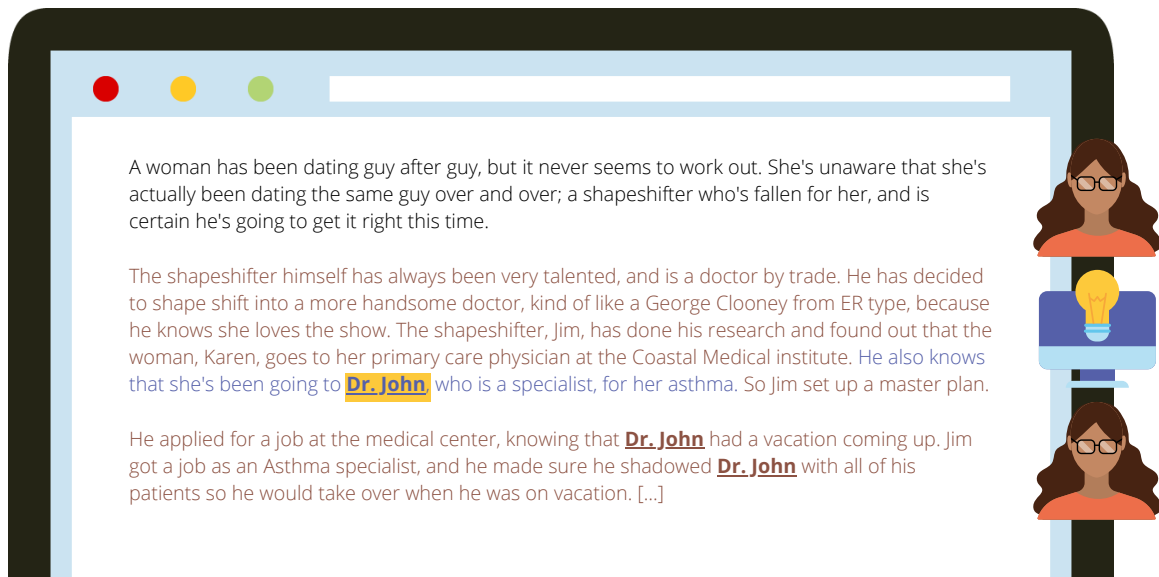 A woman has been dating guy after guy, but it never seems to work out. She's unaware that she's
actually been dating the same guy over and over; a shapeshifter who's fallen for her, and is
certain he's going to get it right this time.
The shapeshifter himself has always been very talented, and is a doctor by trade. He has decided
to shape shift into a more handsome doctor, kind of like a George Clooney from ER type, because
he knows she loves the show. The shapeshifter, Jim, has done his research and found out that the
woman, Karen, goes to her primary care physician at the Coastal Medical institute. He also knows
that she's been going to Dr. John, who is a specialist, for her asthma. So Jim set up a master plan.
He applied for a job at the medical center, knowing that Dr. John had a vacation coming up. Jim
got a job as an Asthma specialist, and he made sure he shadowed Dr. John with all of his
patients so he would take over when he was on vacation. [...]